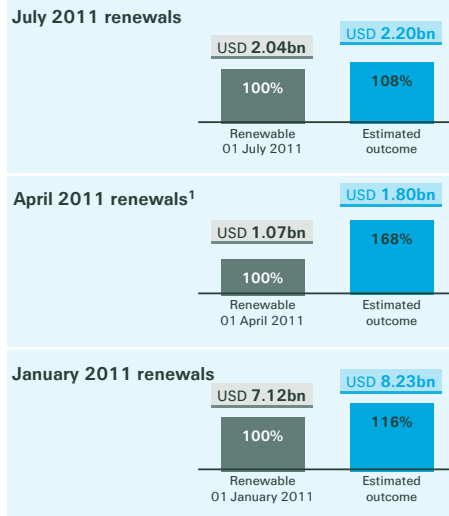 July 2011 renewals
USD 2.04bn
USD 2.20bn
100%
108%
Renewable
01 July 2011
Estimated
outcome
April 2011 renewals¹
USD 1.07bn
USD 1.80bn
100%
168%
Renewable
01 April 2011
Estimated
outcome
January 2011 renewals
USD 7.12bn
USD 8.23bn
100%
116%
Renewable
01 January 2011
Estimated
outcome